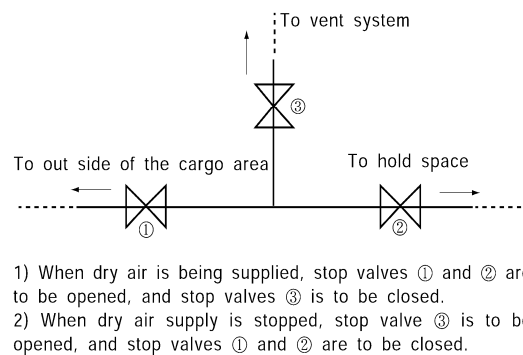 To vent system
③
To out side of the cargo area
To hold space
①
②
1) When dry air is being supplied, stop valves ① and ② are
to be opened, and stop valves ③ is to be closed.
2) When dry air supply is stopped, stop valve ③ is to be
opened, and stop valves ① and ② are to be closed.